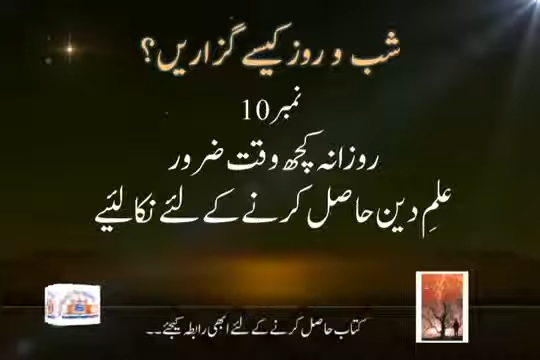 شب و روز کیسے گزاریں؟
نمبر 10
روزانہ کچھ وقت ضرور
علمِ دین حاصل کرنے کے لئے نکالئیے
کتاب حاصل کرنے کے لئے ابھی رابطہ کیجئے۔۔